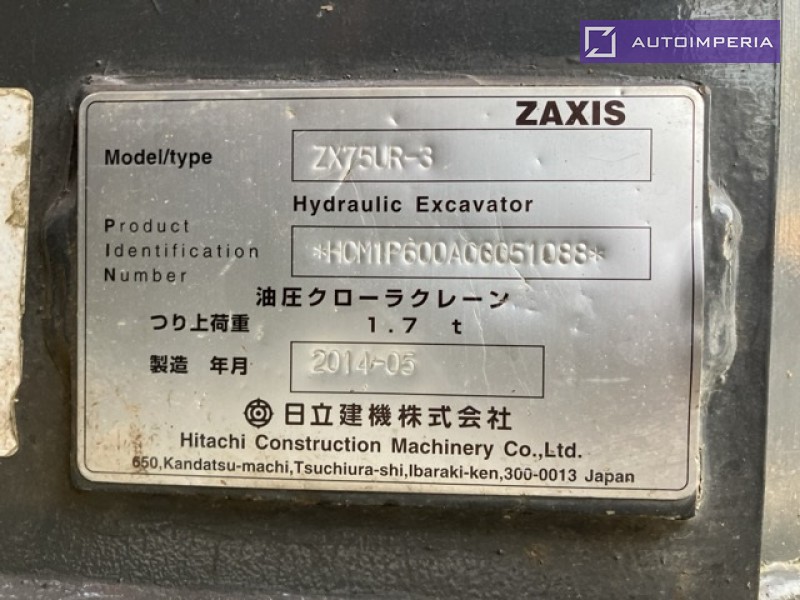 AUTOIMPERIA
ZAXIS
Model/type ZX75UR-3
Hydraulic Excavator
Product
Identification *HCM1P600A0G051088*
Number
油圧クローラクレーン
つり上荷重 1.7 t
製造 年月 2014-05
日立建機株式会社
Hitachi Construction Machinery Co.,Ltd.
650,Kandatsu-machi,Tsuchiura-shi,Ibaraki-ken,300-0013 Japan